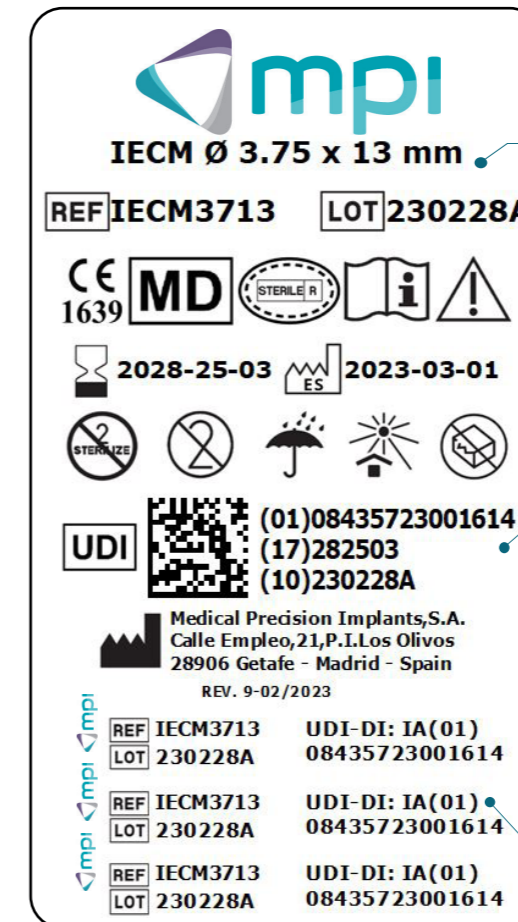 mpi
IECM Ø 3.75 x 13 mm
REF IECM3713 LOT 230228A
CE 1639 MD STERILE R i
2028-25-03 ES 2023-03-01
2 STERILIZE 2
UDI
(01)08435723001614
(17)282503
(10)230228A
Medical Precision Implants,S.A.
Calle Empleo,21,P.I.Los Olivos
28906 Getafe - Madrid - Spain
REV. 9-02/2023
mpi
REF IECM3713 UDI-DI: IA(01)
LOT 230228A 08435723001614
mpi
REF IECM3713 UDI-DI: IA(01)
LOT 230228A 08435723001614
mpi
REF IECM3713 UDI-DI: IA(01)
LOT 230228A 08435723001614